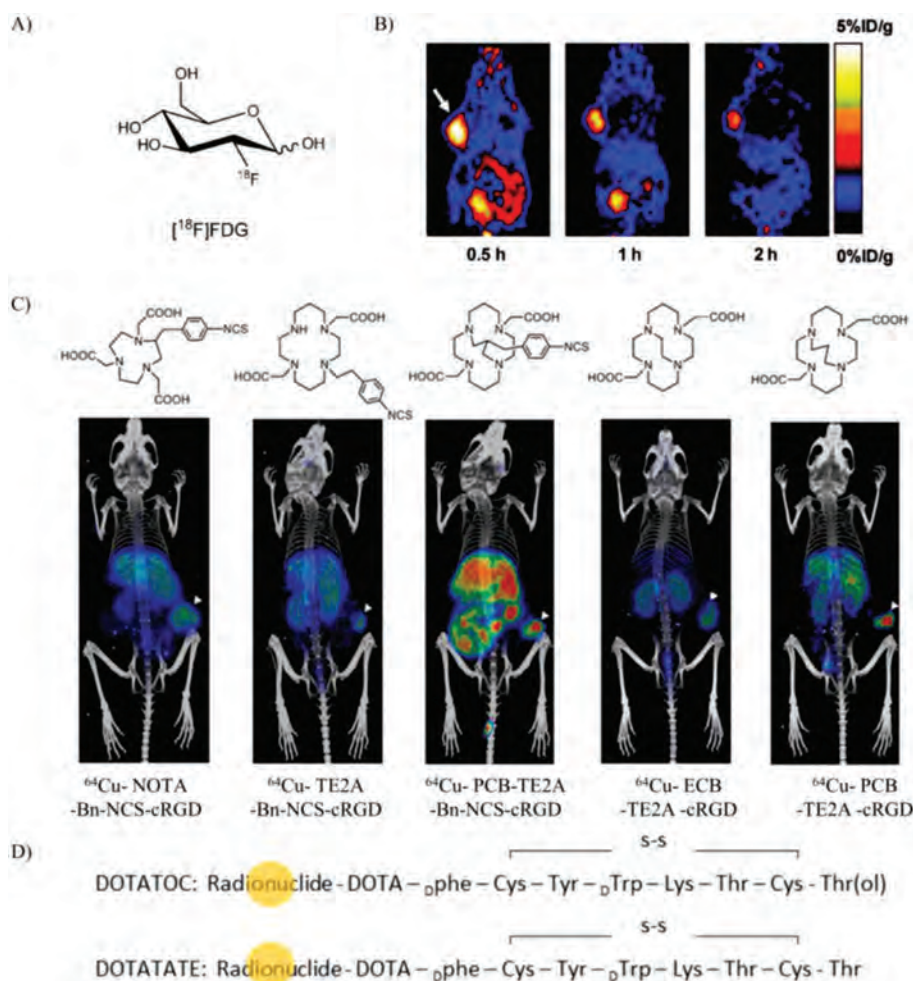 A)
OH
O
HO
HO
OH
18F
[18F]FDG
B)
5%ID/g
0%ID/g
0.5 h
1 h
2 h
C)
COOH
N
NCS
HOOC
N
N
COOH
NH
N
COOH
HOOC
N
N
NCS
COOH
N
N
NCS
HOOC
N
N
COOH
N
N
HOOC
N
N
COOH
N
N
HOOC
N
N
64Cu- NOTA
-Bn-NCS-cRGD
64Cu- TE2A
-Bn-NCS-cRGD
64Cu- PCB-TE2A
-Bn-NCS-cRGD
64Cu- ECB
-TE2A -cRGD
64Cu- PCB
-TE2A -cRGD
D)
S-S
DOTATOC: Radionuclide - DOTA – Dphe – Cys – Tyr – DTrp – Lys – Thr – Cys – Thr(ol)
S-S
DOTATATE: Radionuclide - DOTA – Dphe – Cys – Tyr – DTrp – Lys – Thr – Cys - Thr